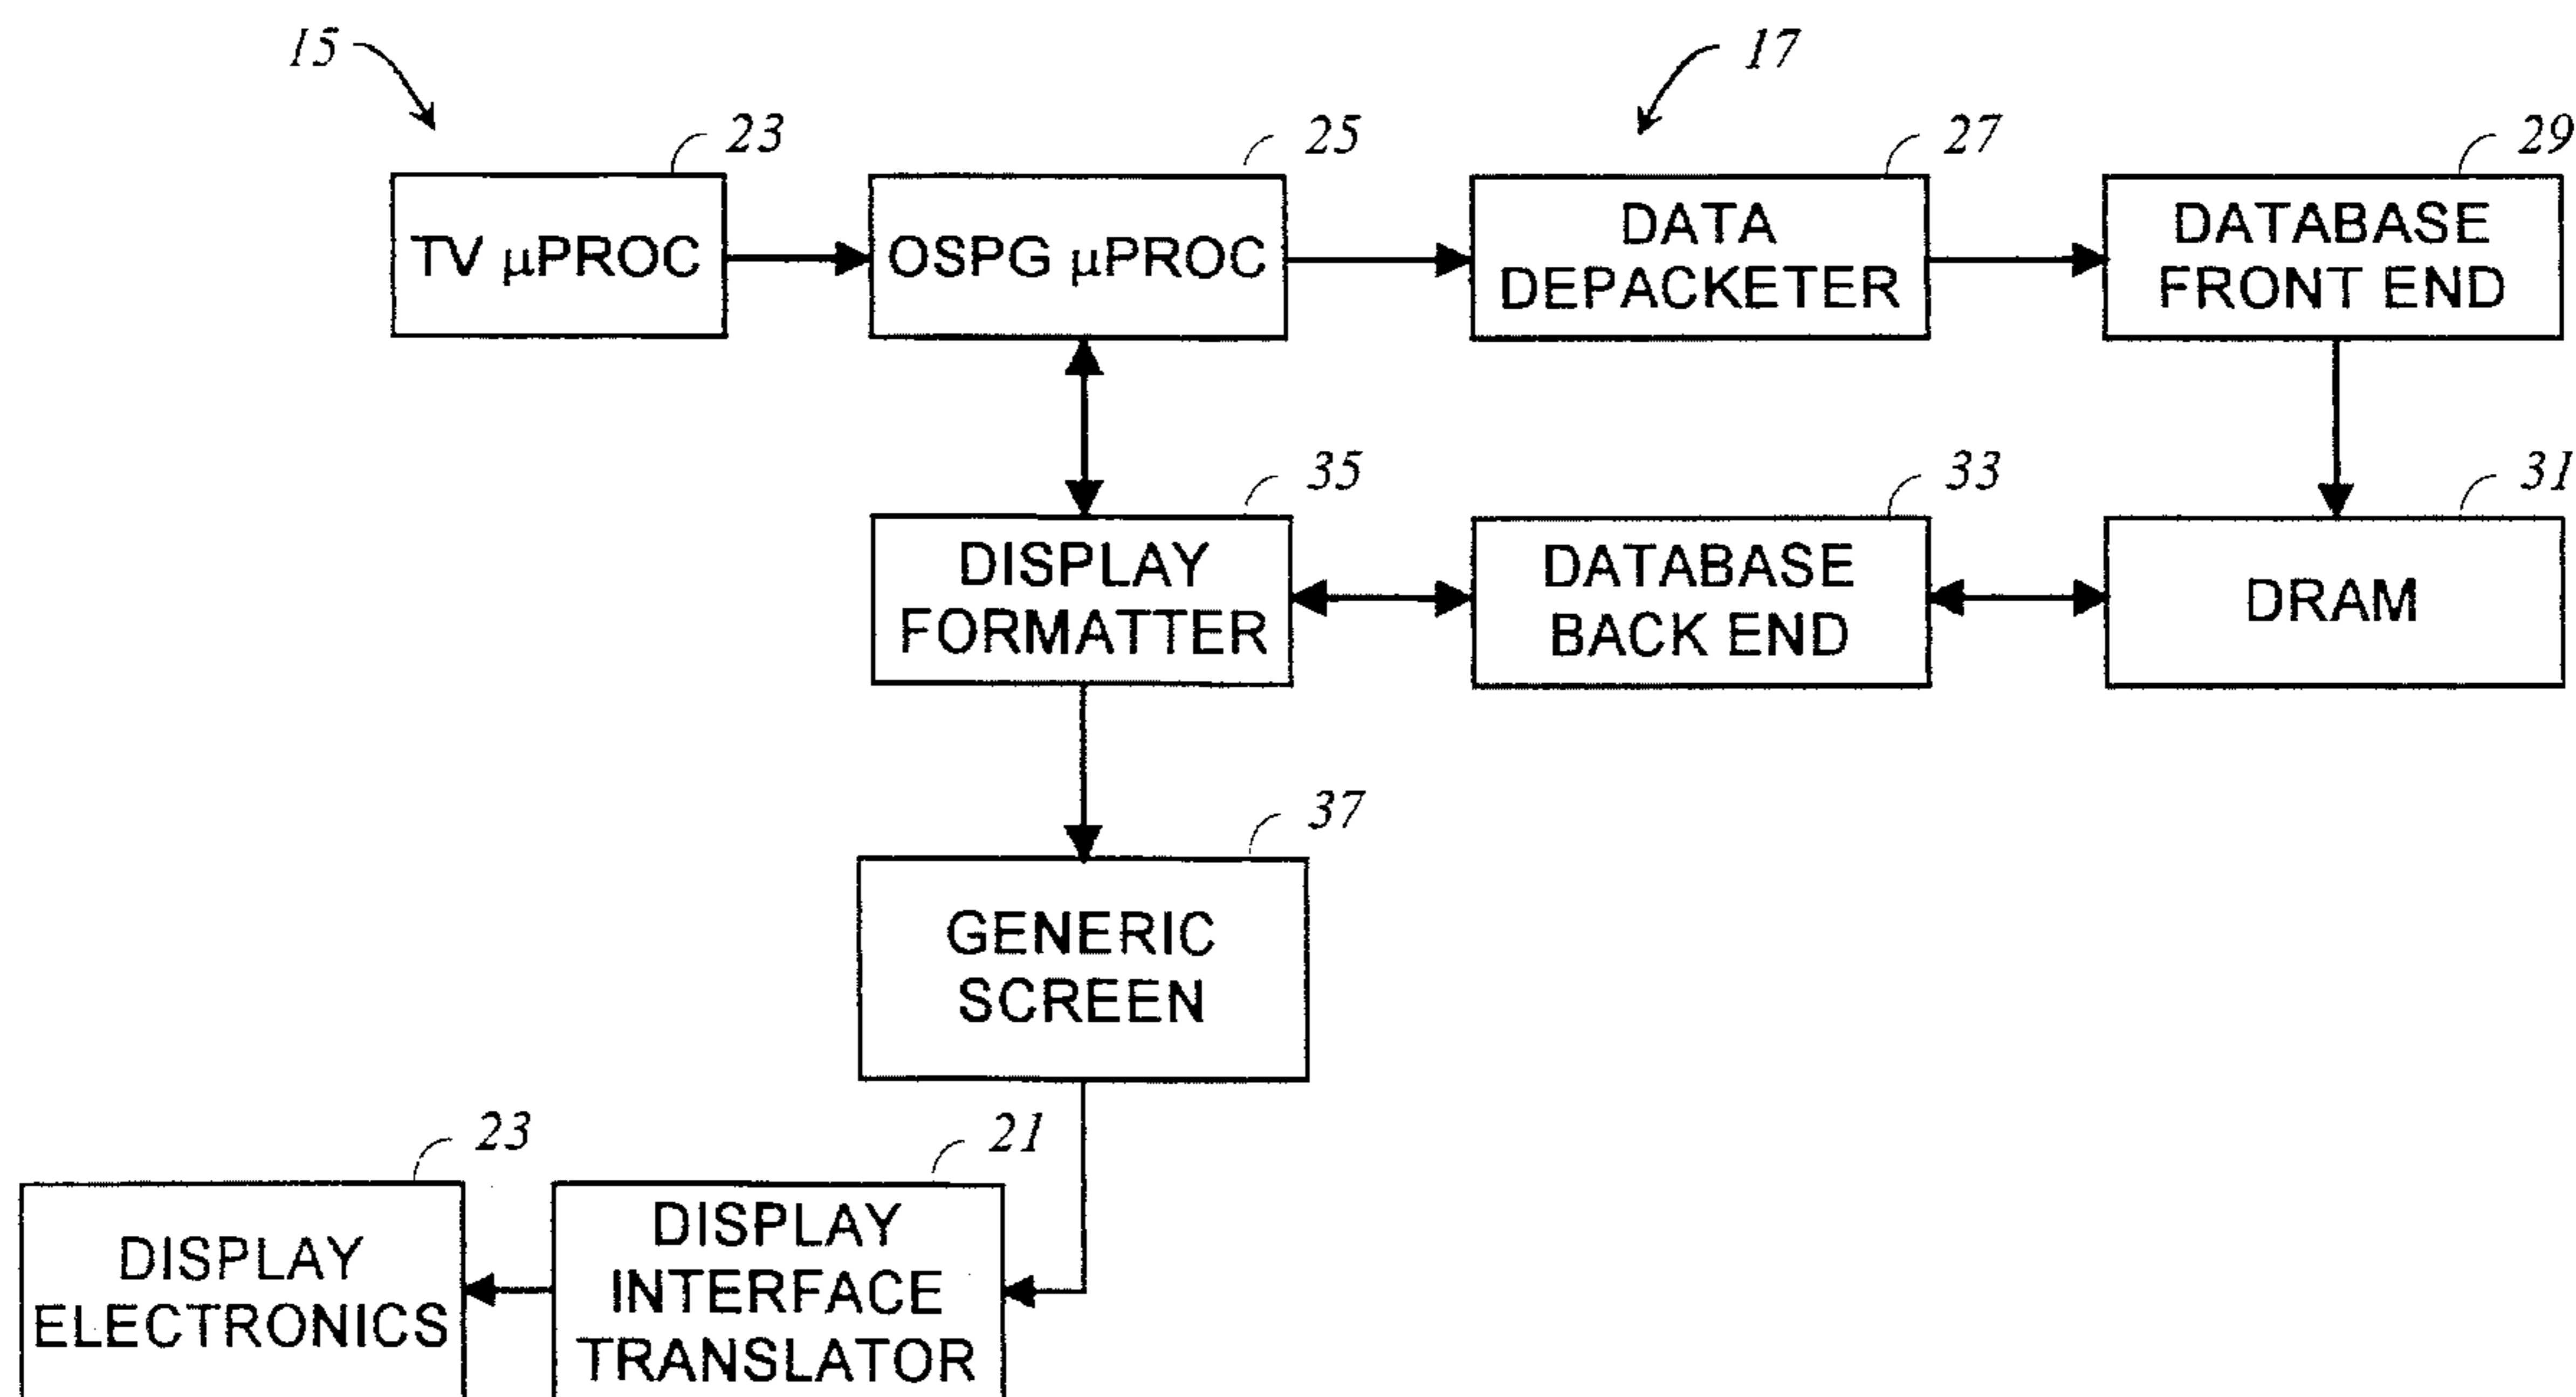 15
17
23
25
27
29
TV μPROC
OSPG μPROC
DATA
DEPACKETER
DATABASE
FRONT END
35
33
31
DISPLAY
FORMATTER
DATABASE
BACK END
DRAM
37
GENERIC
SCREEN
23
21
DISPLAY
ELECTRONICS
DISPLAY
INTERFACE
TRANSLATOR